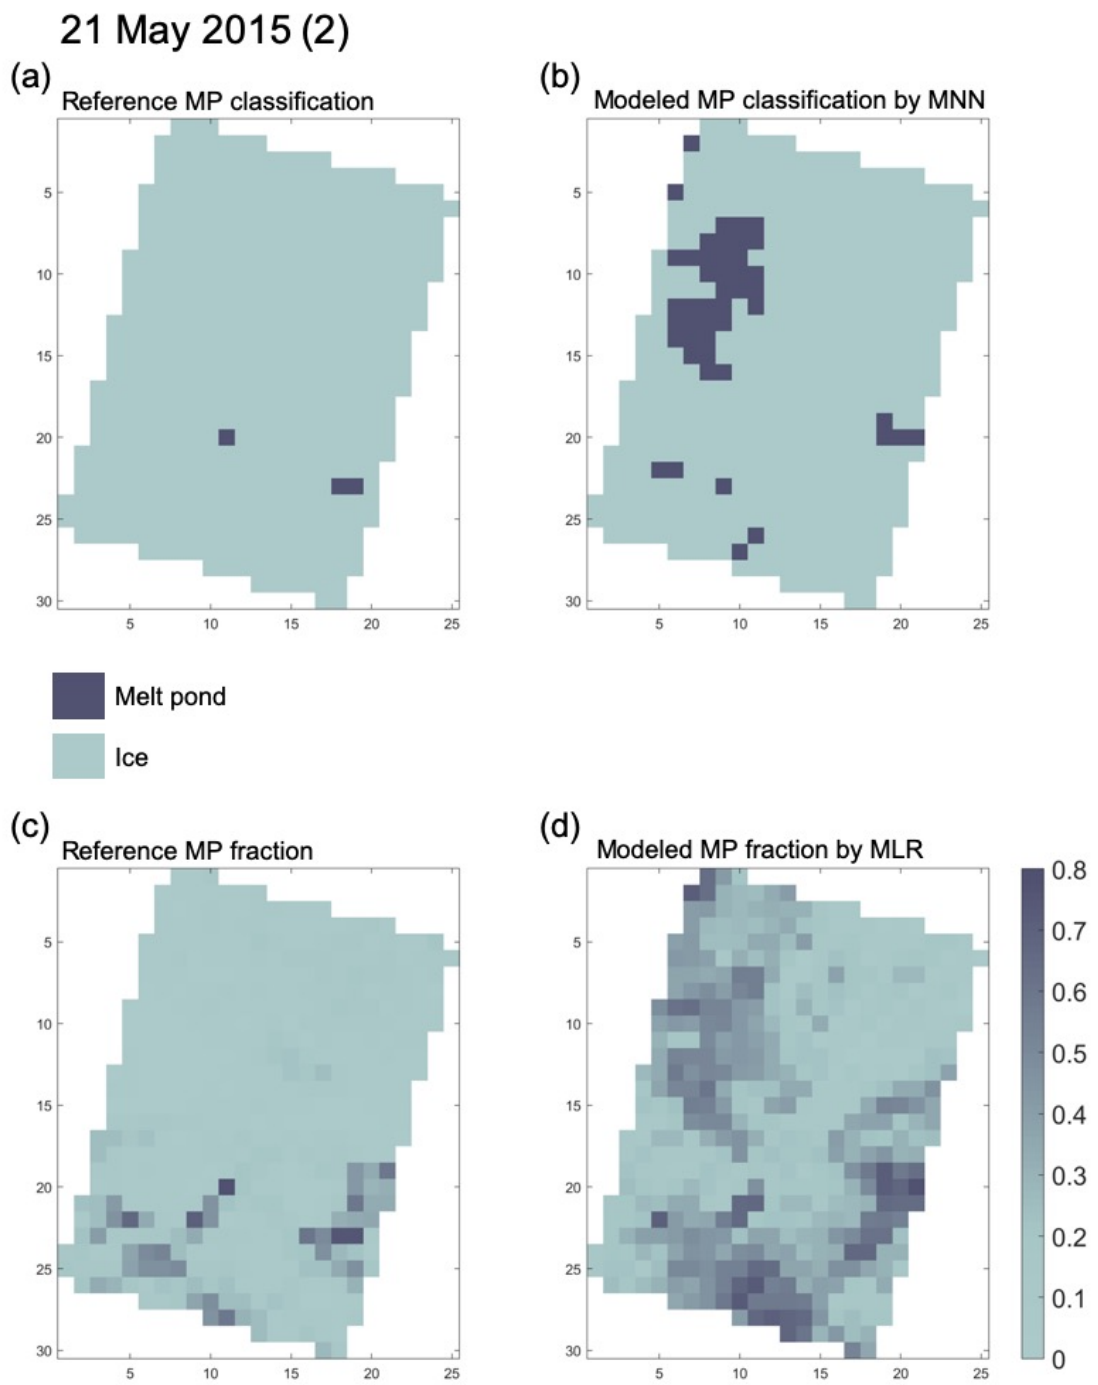 21 May 2015 (2)
(a)
Reference MP classification
5
10
15
20
25
30
5 10 15 20 25
(b)
Modeled MP classification by MNN
5
10
15
20
25
30
5 10 15 20 25
Melt pond
Ice
(c)
Reference MP fraction
5
10
15
20
25
30
5 10 15 20 25
(d)
Modeled MP fraction by MLR
5
10
15
20
25
30
5 10 15 20 25
0.8
0.7
0.6
0.5
0.4
0.3
0.2
0.1
0